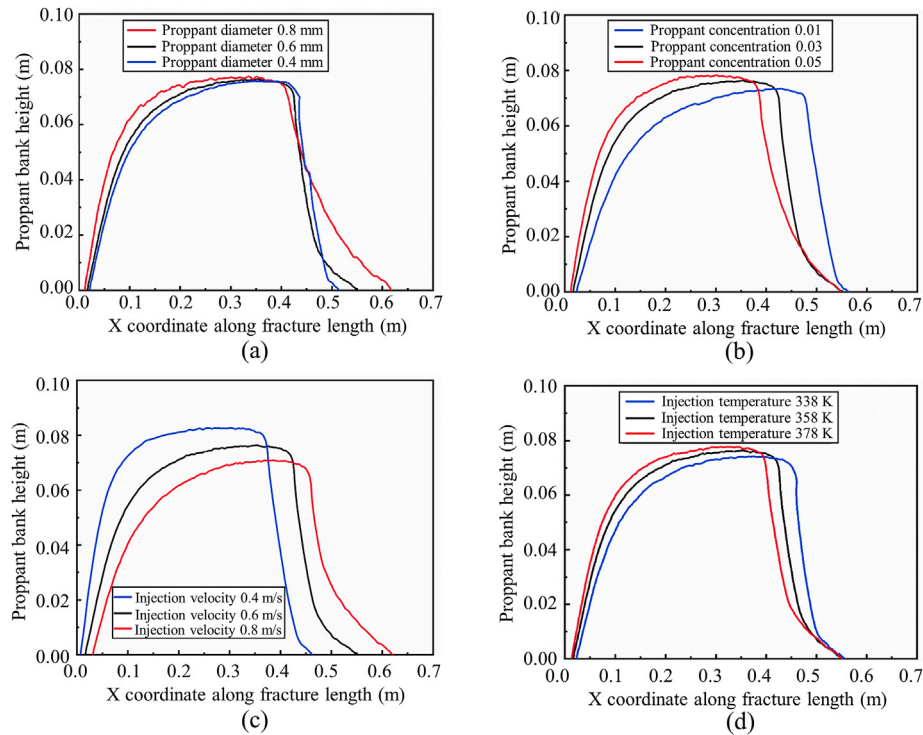 Proppant diameter 0.8 mm
Proppant diameter 0.6 mm
Proppant diameter 0.4 mm
Proppant bank height (m)
0.10
0.08
0.06
0.04
0.02
0.00
0.0 0.1 0.2 0.3 0.4 0.5 0.6 0.7
X coordinate along fracture length (m)
(a)
Proppant concentration 0.01
Proppant concentration 0.03
Proppant concentration 0.05
Proppant bank height (m)
0.10
0.08
0.06
0.04
0.02
0.00
0.0 0.1 0.2 0.3 0.4 0.5 0.6 0.7
X coordinate along fracture length (m)
(b)
Proppant bank height (m)
0.10
0.08
0.06
0.04
0.02
0.00
Injection velocity 0.4 m/s
Injection velocity 0.6 m/s
Injection velocity 0.8 m/s
0.0 0.1 0.2 0.3 0.4 0.5 0.6 0.7
X coordinate along fracture length (m)
(c)
Injection temperature 338 K
Injection temperature 358 K
Injection temperature 378 K
Proppant bank height (m)
0.10
0.08
0.06
0.04
0.02
0.00
0.0 0.1 0.2 0.3 0.4 0.5 0.6 0.7
X coordinate along fracture length (m)
(d)